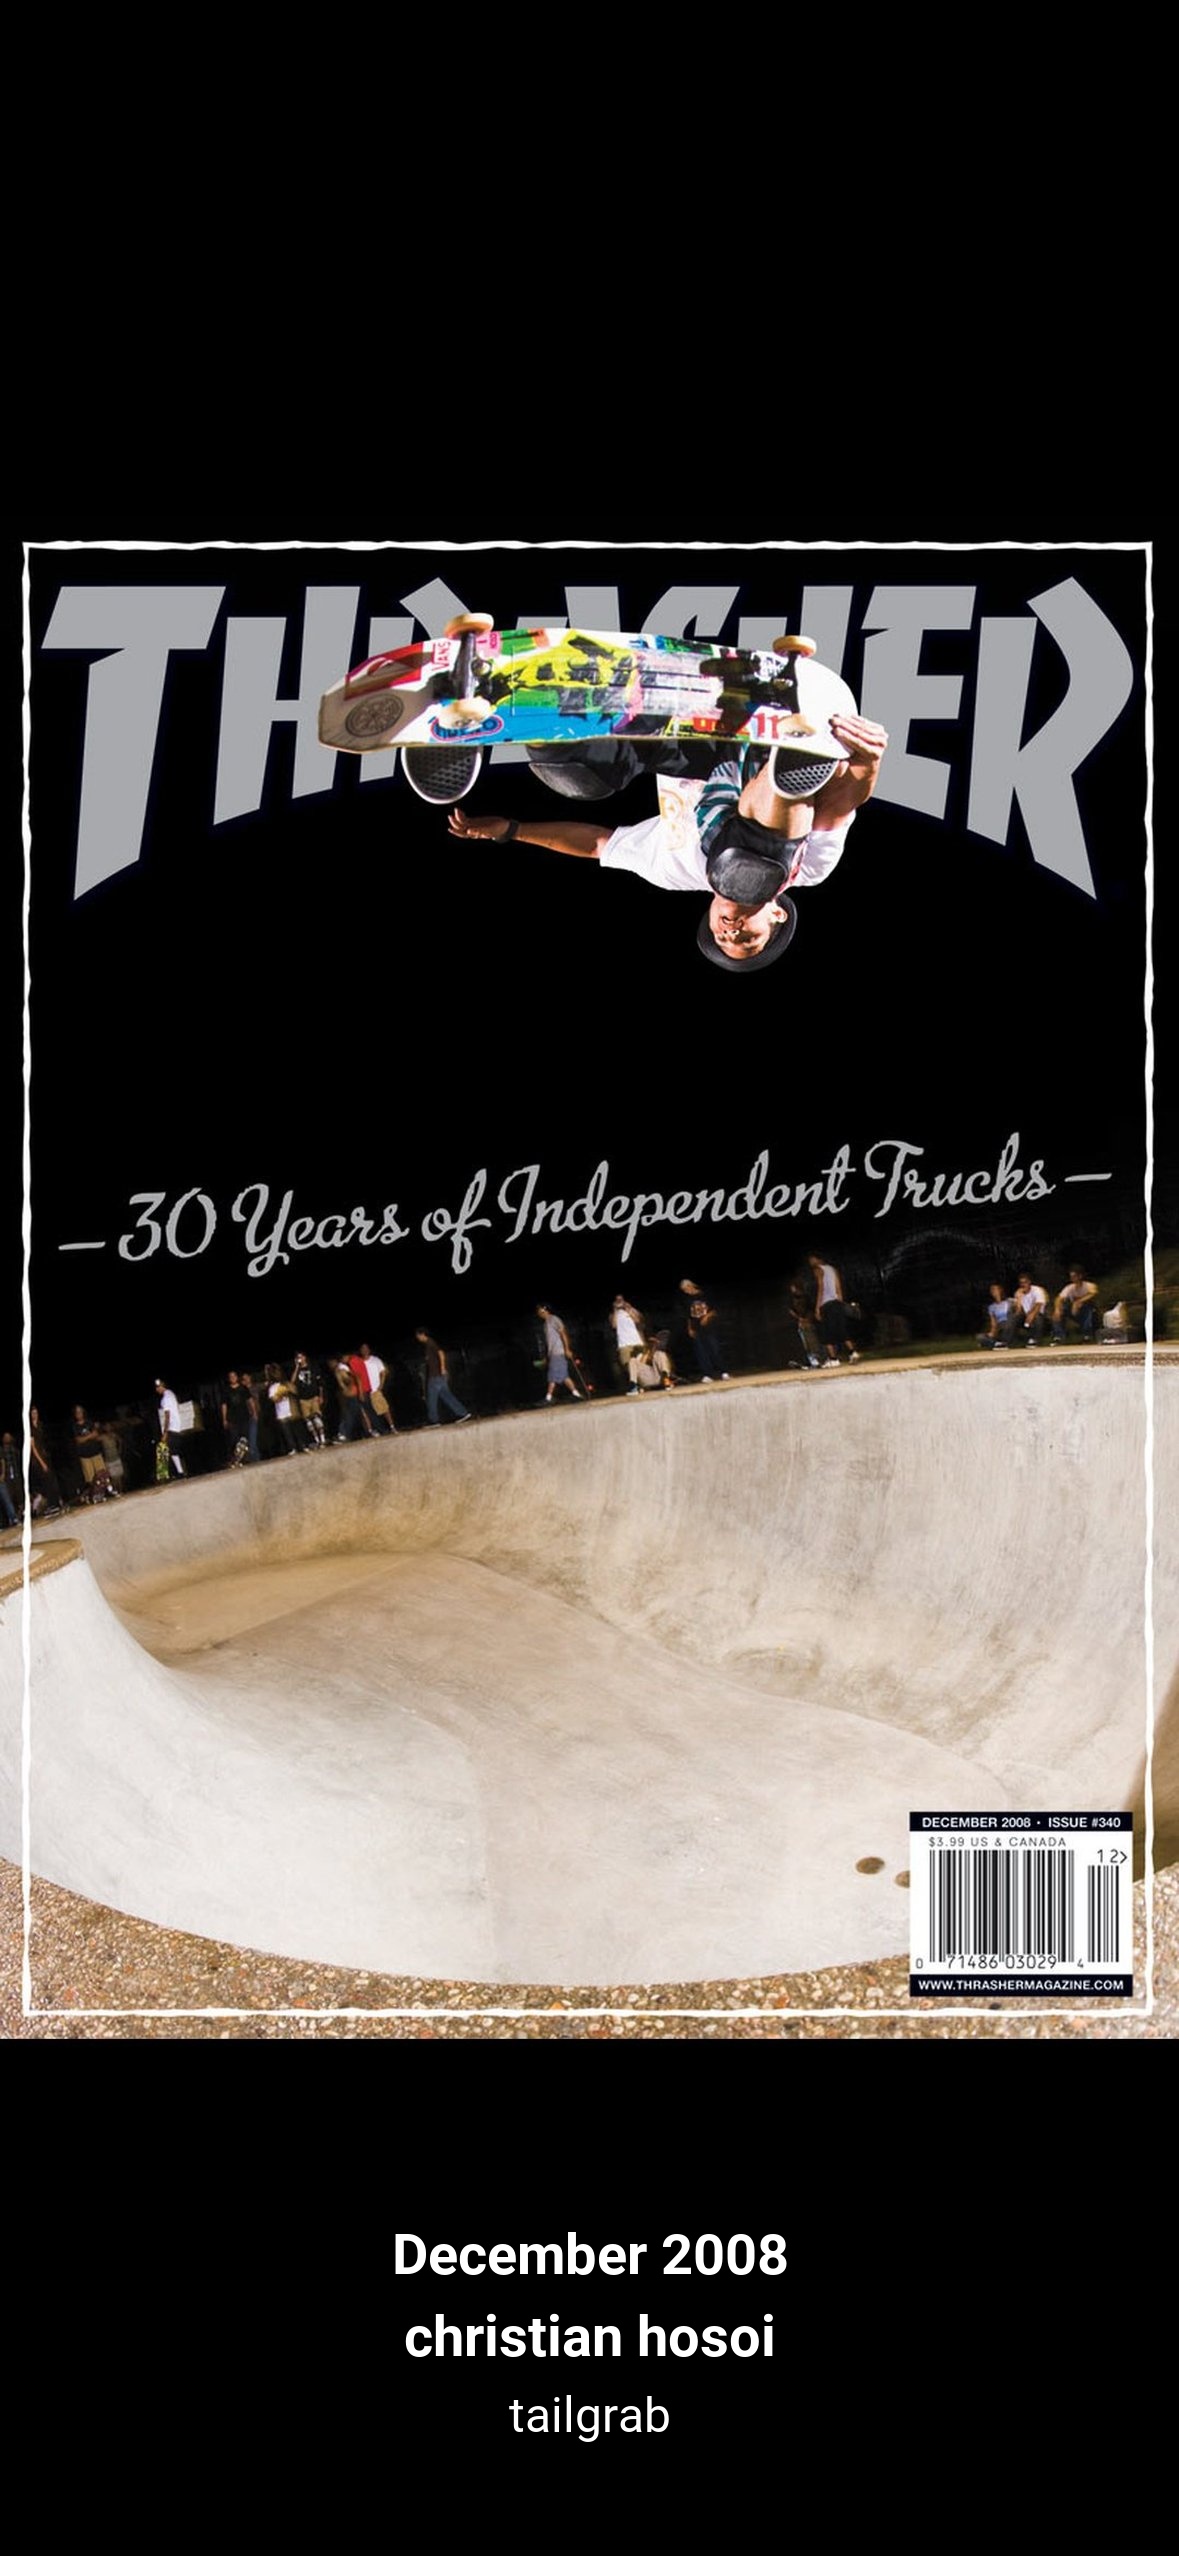 THRASHER
VANS
– 30 Years of Independent Trucks –
DECEMBER 2008 • ISSUE #340
$3.99 US & CANADA
12>
0 71486 03029 4
WWW.THRASHERMAGAZINE.COM
December 2008
christian hosoi
tailgrab